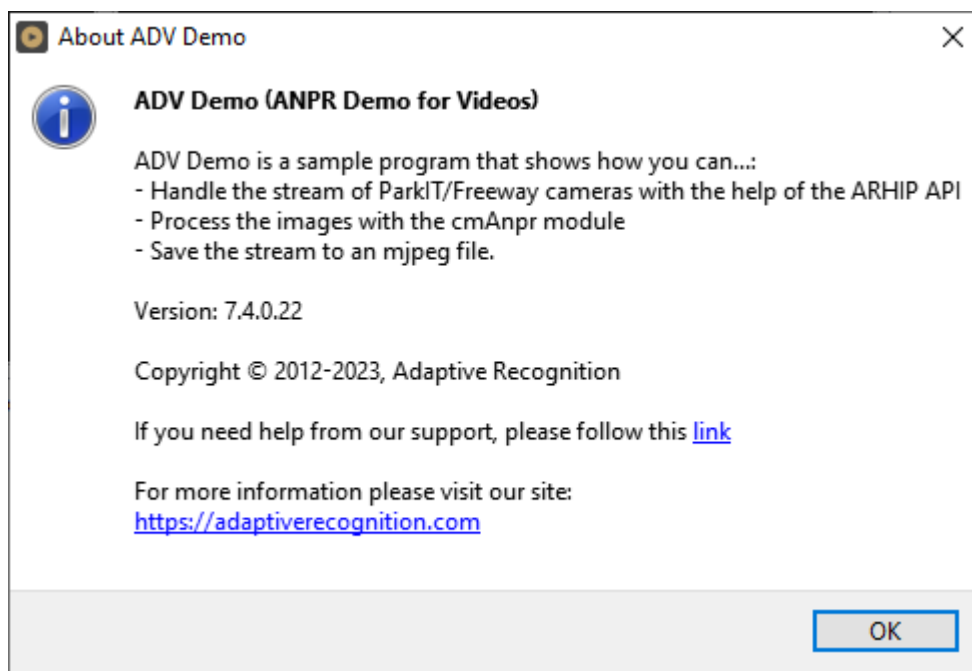 About ADV Demo
ADV Demo (ANPR Demo for Videos)
ADV Demo is a sample program that shows how you can...:
- Handle the stream of ParkIT/Freeway cameras with the help of the ARHIP API
- Process the images with the cmAnpr module
- Save the stream to an mjpeg file.
Version: 7.4.0.22
Copyright © 2012-2023, Adaptive Recognition
If you need help from our support, please follow this link
For more information please visit our site:
https://adaptiverecognition.com
OK